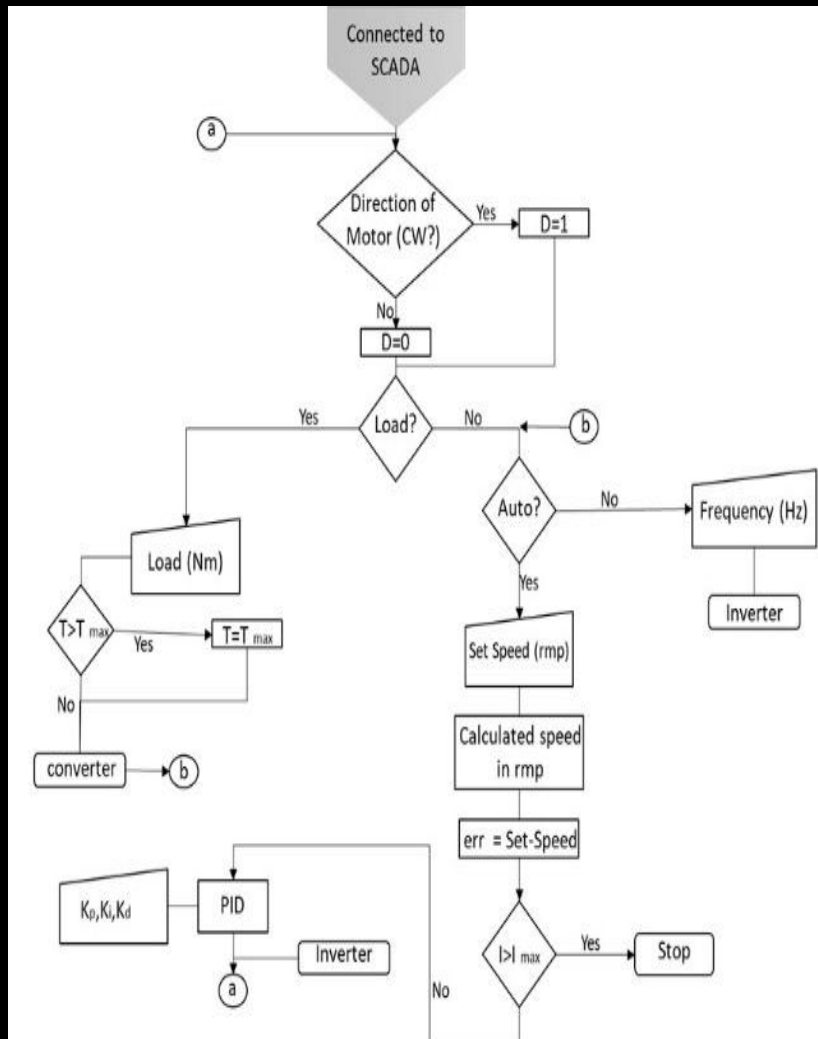 Connected to
SCADA
a
Direction of
Motor (CW?)
Yes
D=1
No
D=0
Yes
Load?
No
b
Auto?
No
Frequency (Hz)
Load (Nm)
Yes
Inverter
T>T max
Yes
T=T max
Set Speed (rmp)
No
Calculated speed
in rmp
converter
b
err = Set-Speed
Kp,Ki,Kd
PID
I>I max
Yes
Stop
Inverter
a
No